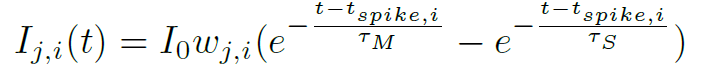 $I_{j,i}(t) = I_0 w_{j,i} (e^{-\frac{t-t_{spike,i}}{\tau_M}} - e^{-\frac{t-t_{spike,i}}{\tau_S}})$